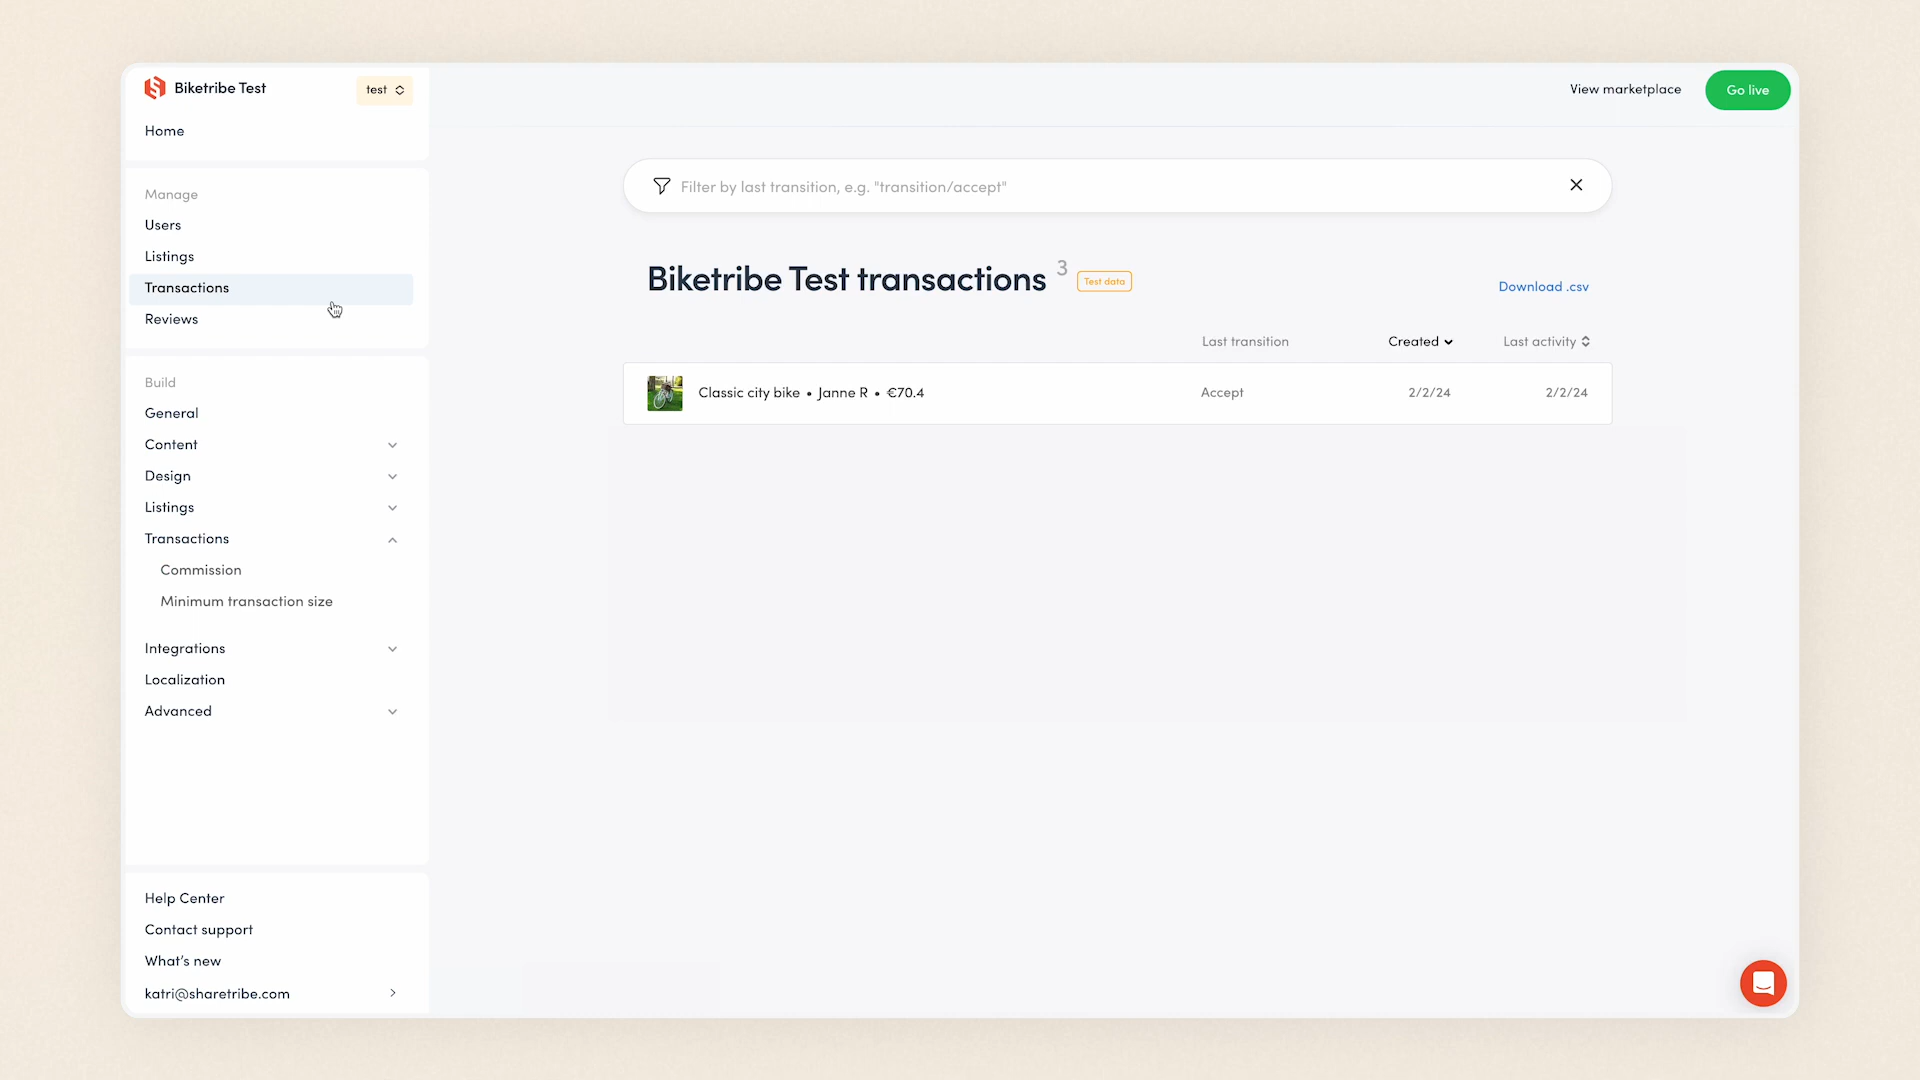 Biketribe Test
test
View marketplace
Go live
Home
Manage
Users
Listings
Transactions
Reviews
Build
General
Content
Design
Listings
Transactions
Commission
Minimum transaction size
Integrations
Localization
Advanced
Help Center
Contact support
What's new
katri@sharetribe.com
Filter by last transition, e.g. "transition/accept"
Biketribe Test transactions 3 Test data
Download .csv
Last transition Created Last activity
Classic city bike • Janne R • €70.4 Accept 2/2/24 2/2/24